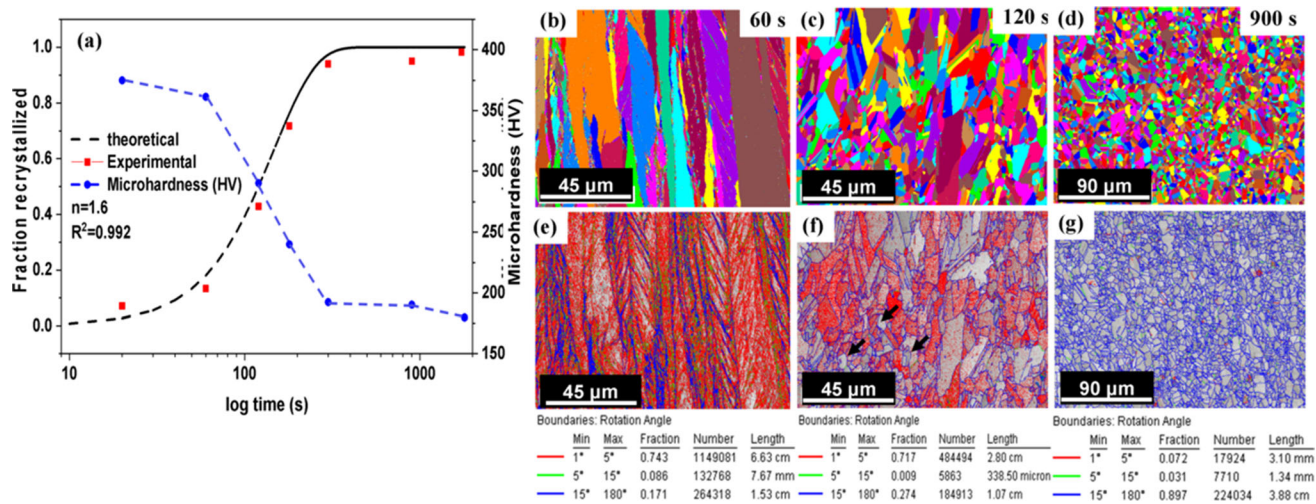 (a)
1.0
0.8
0.6
0.4
0.2
0.0
Fraction recrystallized
theoretical
Experimental
Microhardness (HV)
n=1.6
R²=0.992
10
100
1000
log time (s)
400
350
300
250
200
150
Microhardness (HV)
(b)
60 s
45 µm
(c)
120 s
45 µm
(d)
900 s
90 µm
(e)
45 µm
(f)
45 µm
(g)
90 µm
Boundaries: Rotation Angle
Min Max Fraction Number Length
1° 5° 0.743 1149081 6.63 cm
5° 15° 0.086 132768 7.67 mm
15° 180° 0.171 264318 1.53 cm
Boundaries: Rotation Angle
Min Max Fraction Number Length
1° 5° 0.717 484494 2.80 cm
5° 15° 0.009 5863 338.50 micron
15° 180° 0.274 184913 1.07 cm
Boundaries: Rotation Angle
Min Max Fraction Number Length
1° 5° 0.072 17924 3.10 mm
5° 15° 0.031 7710 1.34 mm
15° 180° 0.897 224034 3.88 cm